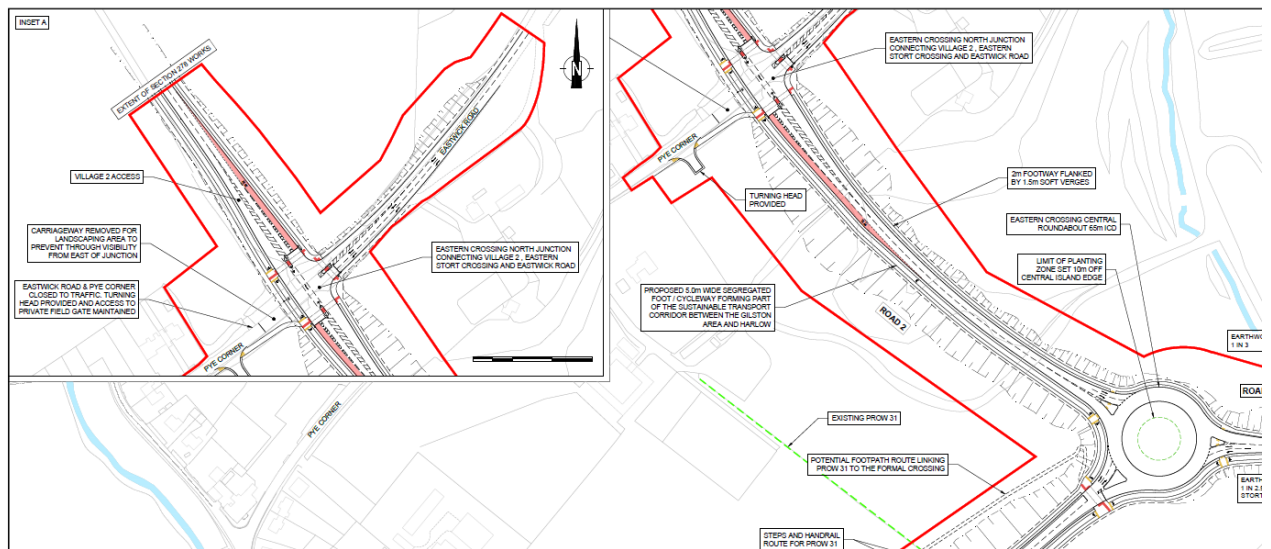 INSET A
EXTENT OF SECTION 278 WORKS
N
EASTWICK ROAD
VILLAGE 2 ACCESS
CARRIAGEWAY REMOVED FOR
LANDSCAPING AREA TO
PREVENT THROUGH VISIBILITY
FROM EAST OF JUNCTION
EASTERN CROSSING NORTH JUNCTION
CONNECTING VILLAGE 2 , EASTERN
STORT CROSSING AND EASTWICK ROAD
EASTWICK ROAD & PYE CORNER
CLOSED TO TRAFFIC. TURNING
HEAD PROVIDED AND ACCESS TO
PRIVATE FIELD GATE MAINTAINED
PYE CORNER
PYE CORNER
EASTERN CROSSING NORTH JUNCTION
CONNECTING VILLAGE 2 , EASTERN
STORT CROSSING AND EASTWICK ROAD
PYE CORNER
TURNING HEAD
PROVIDED
2m FOOTWAY FLANKED
BY 1.5m SOFT VERGES
EASTERN CROSSING CENTRAL
ROUNDABOUT 65m ICD
LIMIT OF PLANTING
ZONE SET 10m OFF
CENTRAL ISLAND EDGE
PROPOSED 5.0m WIDE SEGREGATED
FOOT / CYCLEWAY FORMING PART
OF THE SUSTAINABLE TRANSPORT
CORRIDOR BETWEEN THE GILSTON
AREA AND HARLOW
ROAD 2
EARTHWO
1 IN 3
ROA
EXISTING PROW 31
POTENTIAL FOOTPATH ROUTE LINKING
PROW 31 TO THE FORMAL CROSSING
EARTH
STORT
STEPS AND HANDRAIL
ROUTE FOR PROW 31